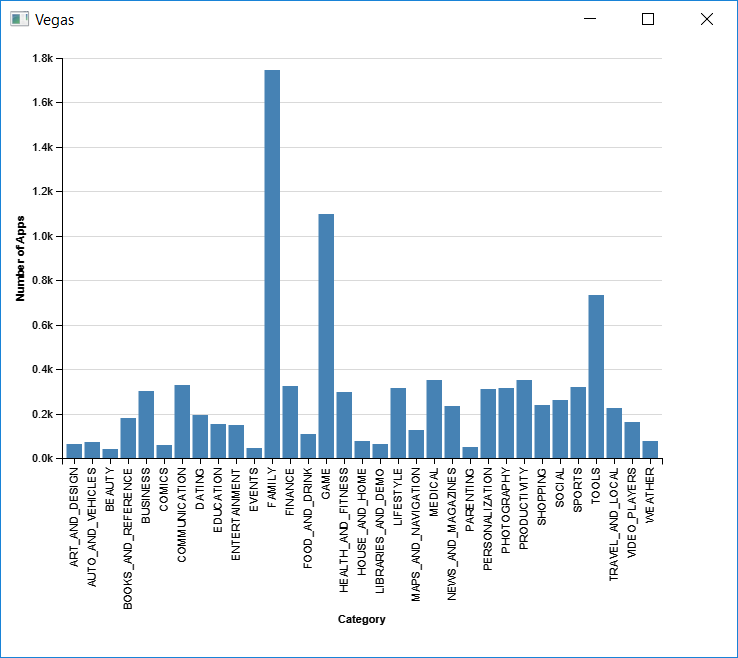 Vegas
1.8k
1.6k
1.4k
1.2k
1.0k
0.8k
0.6k
0.4k
0.2k
0.0k
Number of Apps
ART_AND_DESIGN
AUTO_AND_VEHICLES
BEAUTY
BOOKS_AND_REFERENCE
BUSINESS
COMICS
COMMUNICATION
DATING
EDUCATION
ENTERTAINMENT
EVENTS
FAMILY
FINANCE
FOOD_AND_DRINK
GAME
HEALTH_AND_FITNESS
HOUSE_AND_HOME
LIBRARIES_AND_DEMO
LIFESTYLE
MAPS_AND_NAVIGATION
MEDICAL
NEWS_AND_MAGAZINES
PARENTING
PERSONALIZATION
PHOTOGRAPHY
PRODUCTIVITY
SHOPPING
SOCIAL
SPORTS
TOOLS
TRAVEL_AND_LOCAL
VIDEO_PLAYERS
WEATHER
Category